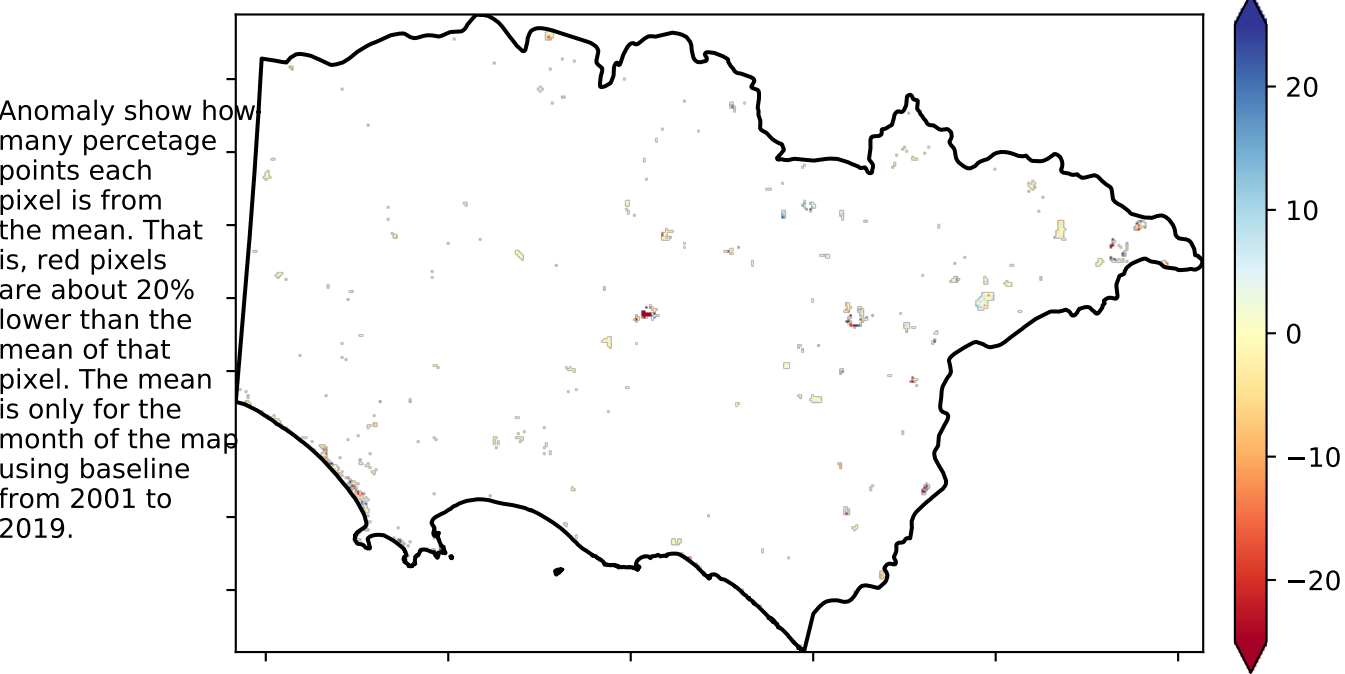 Anomaly show how
many percetage
points each
pixel is from
the mean. That
is, red pixels
are about 20%
lower than the
mean of that
pixel. The mean
is only for the
month of the map
using baseline
from 2001 to
2019.
20
10
0
−10
−20